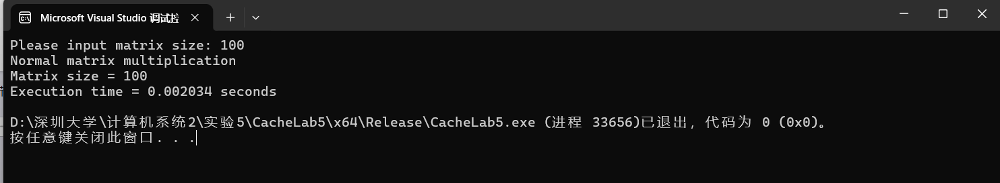 Microsoft Visual Studio 调试控
Please input matrix size: 100
Normal matrix multiplication
Matrix size = 100
Execution time = 0.002034 seconds
D:\深圳大学\计算机系统2\实验5\CacheLab5\x64\Release\CacheLab5.exe (进程 33656)已退出，代码为 0 (0x0)。
按任意键关闭此窗口. . .